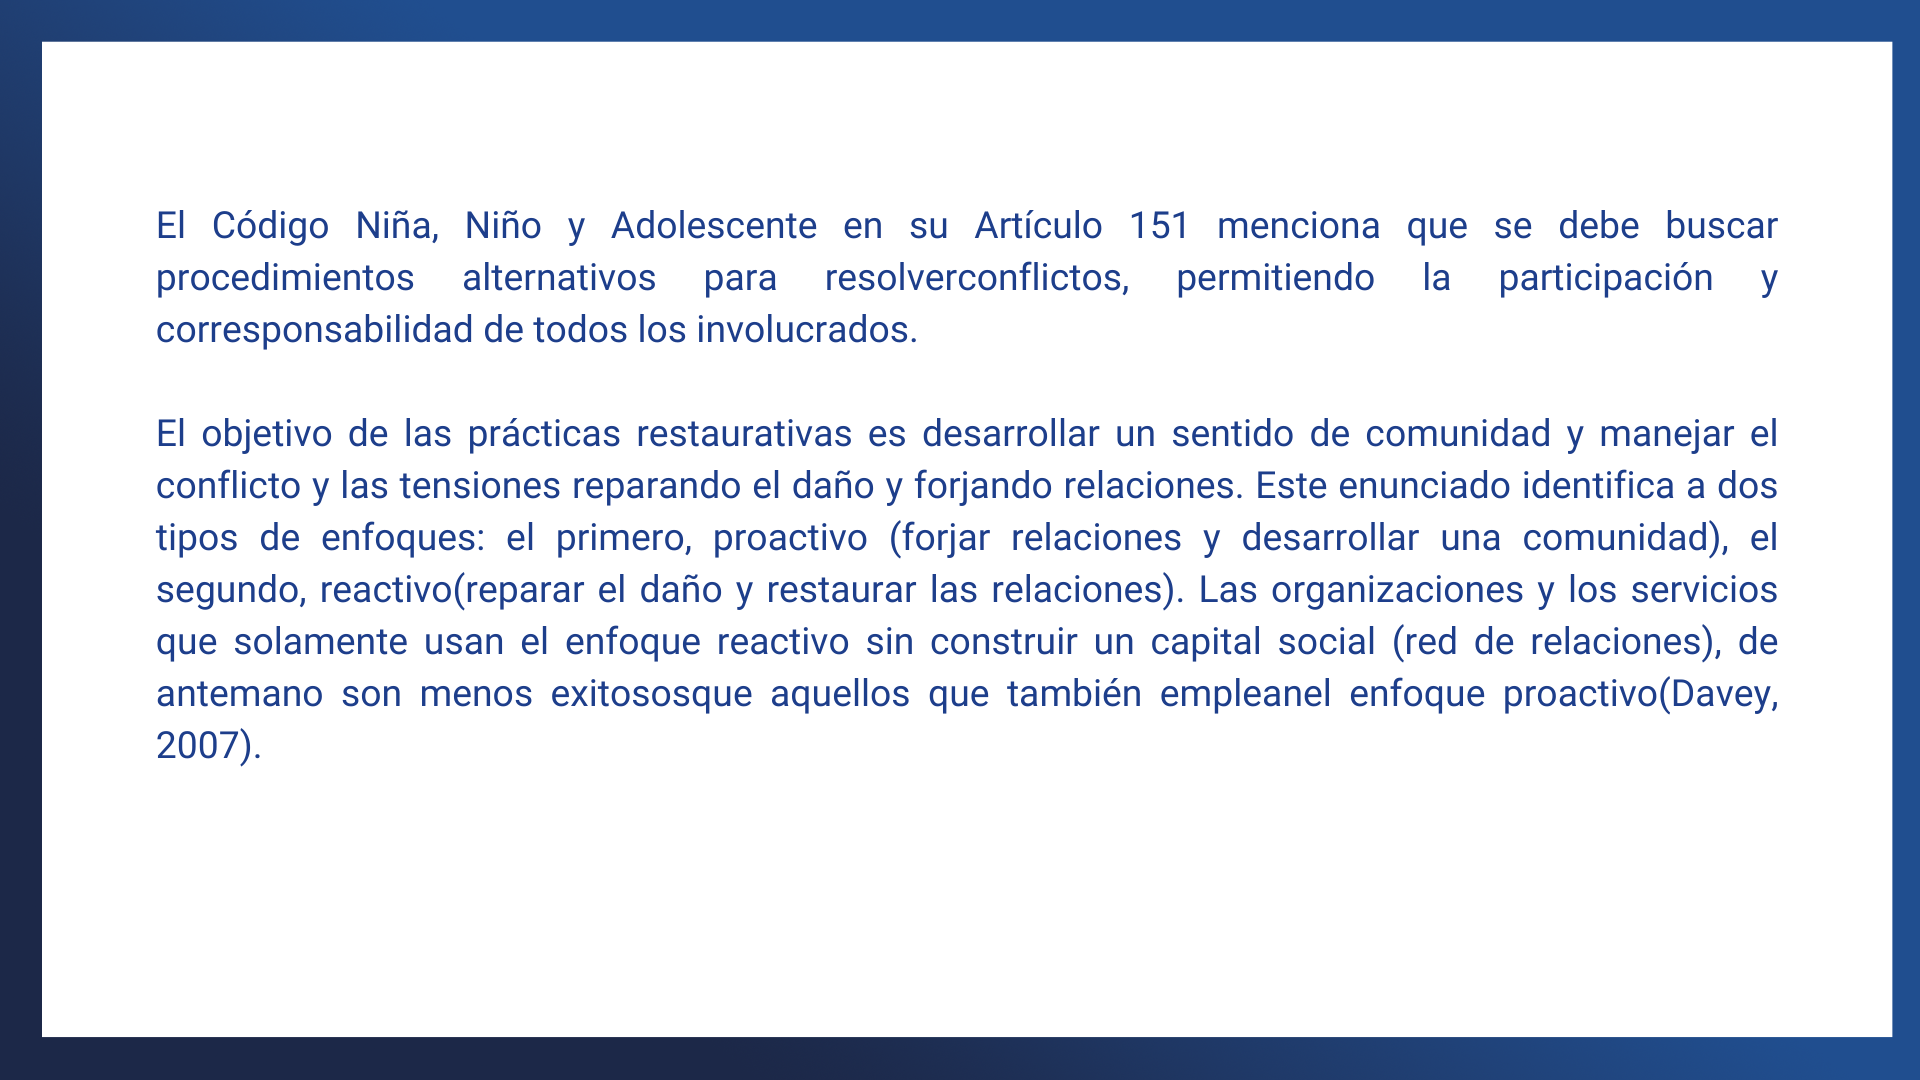 El Código Niña, Niño y Adolescente en su Artículo 151 menciona que se debe buscar
procedimientos alternativos para resolverconflictos, permitiendo la participación y
corresponsabilidad de todos los involucrados.
El objetivo de las prácticas restaurativas es desarrollar un sentido de comunidad y manejar el
conflicto y las tensiones reparando el daño y forjando relaciones. Este enunciado identifica a dos
tipos de enfoques: el primero, proactivo (forjar relaciones y desarrollar una comunidad), el
segundo, reactivo(reparar el daño y restaurar las relaciones). Las organizaciones y los servicios
que solamente usan el enfoque reactivo sin construir un capital social (red de relaciones), de
antemano son menos exitososque aquellos que también empleanel enfoque proactivo(Davey,
2007).